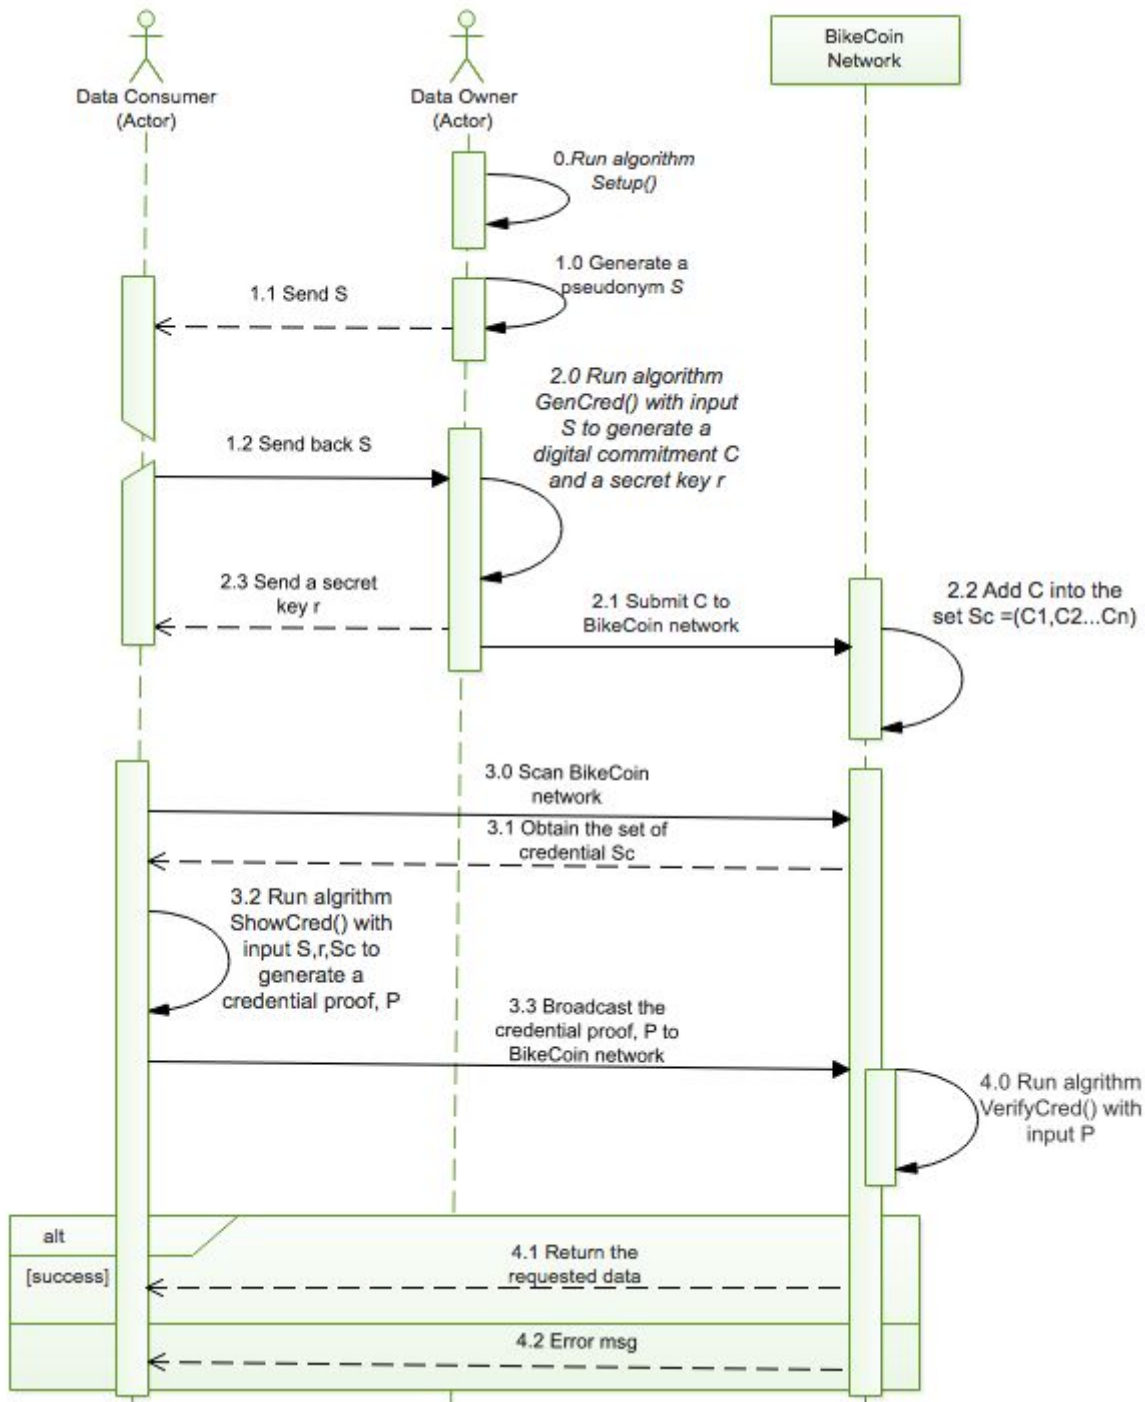 Data Consumer
(Actor)
Data Owner
(Actor)
BikeCoin
Network
0.Run algorithm
Setup()
1.0 Generate a
pseudonym S
1.1 Send S
2.0 Run algorithm
GenCred() with input
S to generate a
digital commitment C
and a secret key r
1.2 Send back S
2.3 Send a secret
key r
2.1 Submit C to
BikeCoin network
2.2 Add C into the
set Sc =(C1,C2...Cn)
3.0 Scan BikeCoin
network
3.1 Obtain the set of
credential Sc
3.2 Run algrithm
ShowCred() with
input S,r,Sc to
generate a
credential proof, P
3.3 Broadcast the
credential proof, P to
BikeCoin network
4.0 Run algrithm
VerifyCred() with
input P
alt
[success]
4.1 Return the
requested data
4.2 Error msg